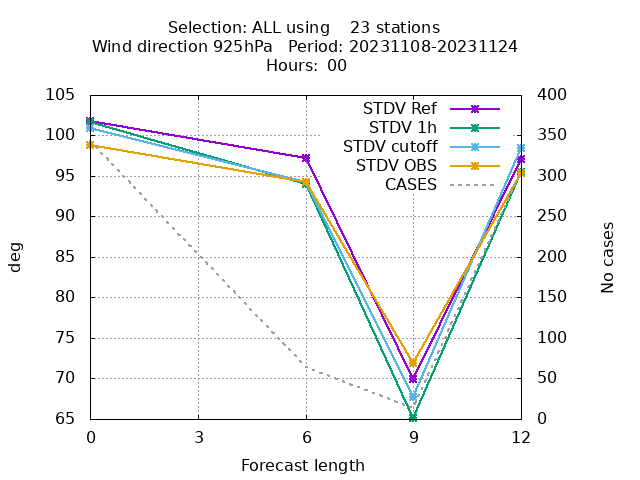 Selection: ALL using    23 stations
Wind direction 925hPa   Period: 20231108-20231124
Hours: 00
STDV Ref
STDV 1h
STDV cutoff
STDV OBS
CASES
deg
105
100
95
90
85
80
75
70
65
400
350
300
250
200
150
100
50
0
No cases
0 3 6 9 12
Forecast length